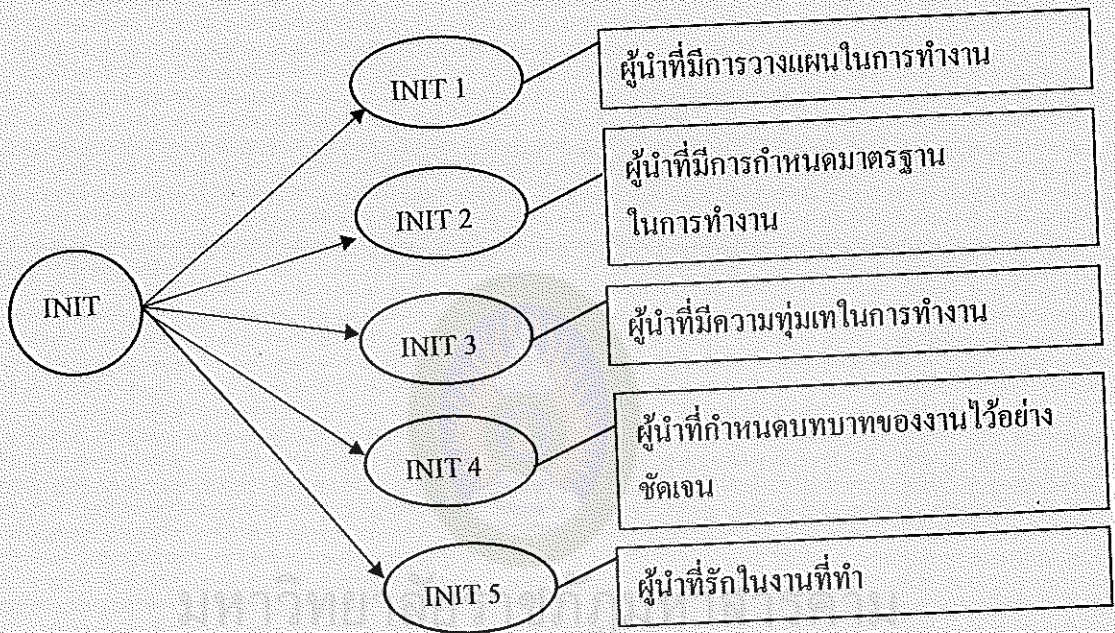 INIT
INIT 1
ผู้นำที่มีการวางแผนในการทำงาน
INIT 2
ผู้นำที่มีการกำหนดมาตรฐาน
ในการทำงาน
INIT 3
ผู้นำที่มีความทุ่มเทในการทำงาน
INIT 4
ผู้นำที่กำหนดบทบาทของงานไว้อย่าง
ชัดเจน
INIT 5
ผู้นำที่รักในงานที่ทำ